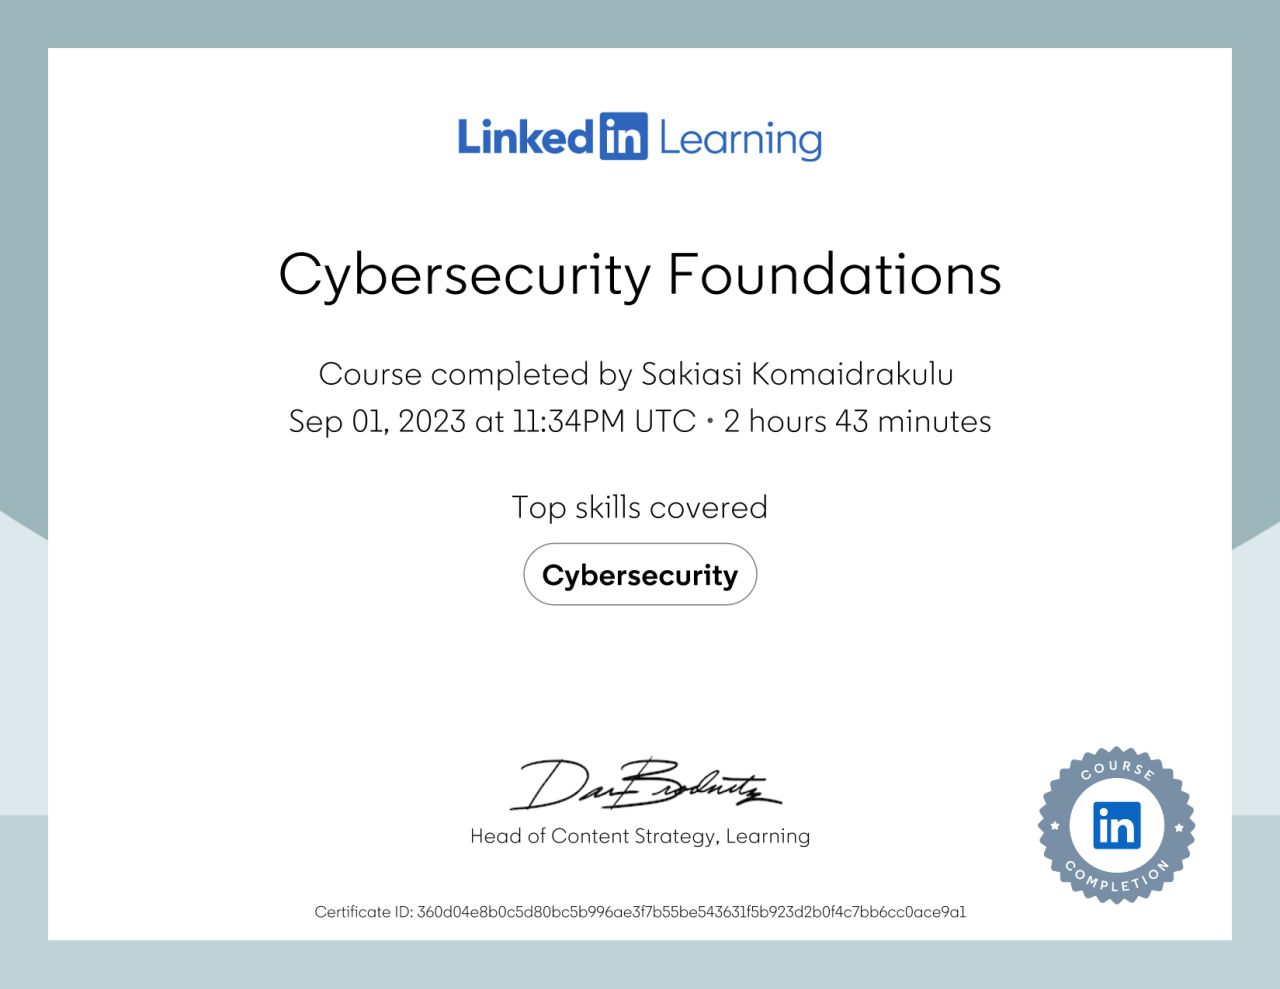 Linked in Learning
Cybersecurity Foundations
Course completed by Sakiasi Komaidrakulu
Sep 01, 2023 at 11:34PM UTC • 2 hours 43 minutes
Top skills covered
Cybersecurity
Dan Brodnitz
Head of Content Strategy, Learning
COURSE
in
COMPLETION
Certificate ID: 360d04e8b0c5d80bc5b996ae3f7b55be543631f5b923d2b0f4c7bb6cc0ace9a1